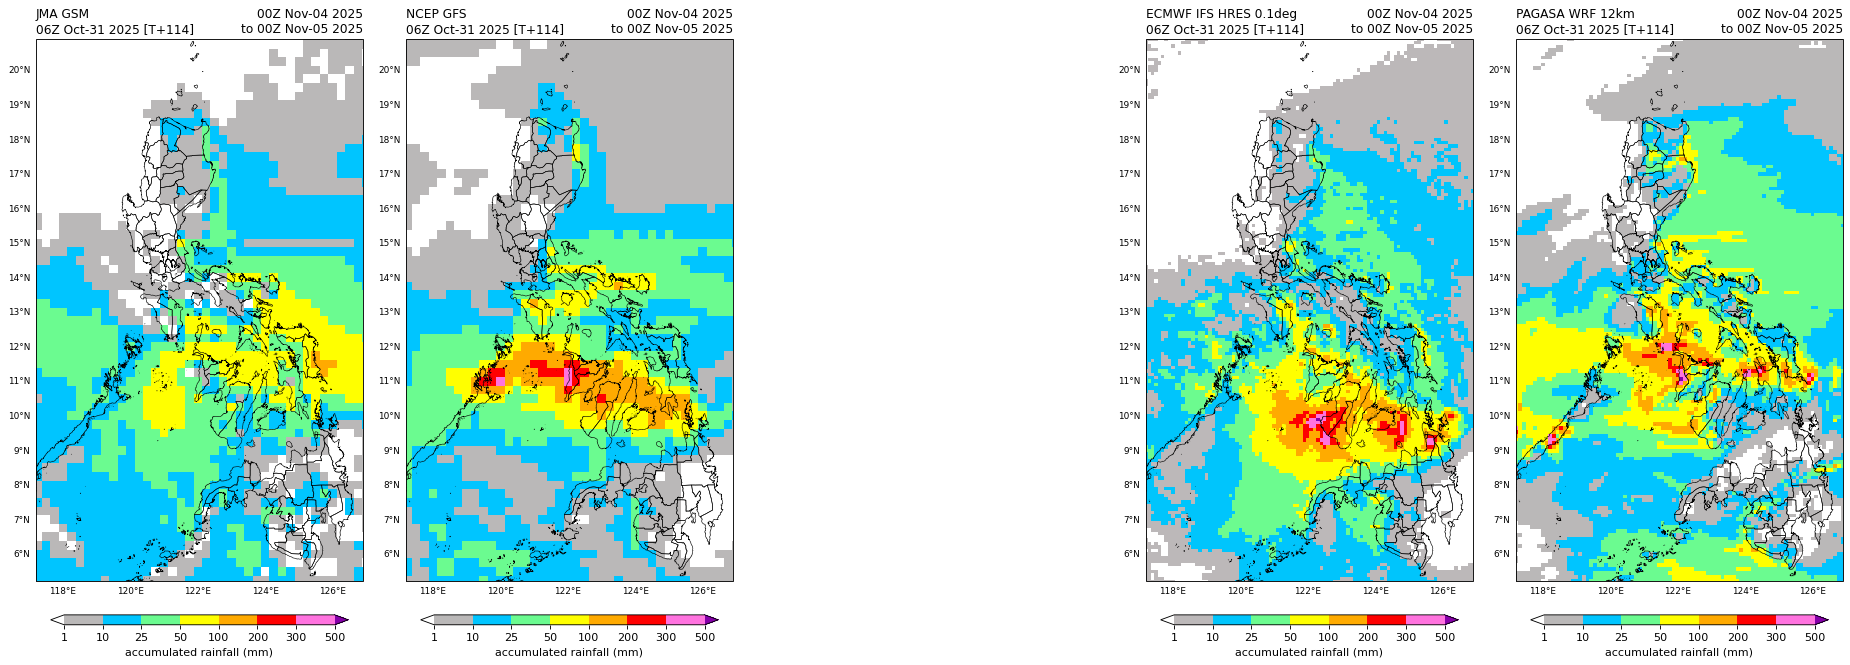 JMA GSM 00Z Nov-04 2025
06Z Oct-31 2025 [T+114] to 00Z Nov-05 2025
20°N
19°N
18°N
17°N
16°N
15°N
14°N
13°N
12°N
11°N
10°N
9°N
8°N
7°N
6°N
118°E 120°E 122°E 124°E 126°E
1 10 25 50 100 200 300 500
accumulated rainfall (mm)
NCEP GFS 00Z Nov-04 2025
06Z Oct-31 2025 [T+114] to 00Z Nov-05 2025
20°N
19°N
18°N
17°N
16°N
15°N
14°N
13°N
12°N
11°N
10°N
9°N
8°N
7°N
6°N
118°E 120°E 122°E 124°E 126°E
1 10 25 50 100 200 300 500
accumulated rainfall (mm)
ECMWF IFS HRES 0.1deg 00Z Nov-04 2025
06Z Oct-31 2025 [T+114] to 00Z Nov-05 2025
20°N
19°N
18°N
17°N
16°N
15°N
14°N
13°N
12°N
11°N
10°N
9°N
8°N
7°N
6°N
118°E 120°E 122°E 124°E 126°E
1 10 25 50 100 200 300 500
accumulated rainfall (mm)
PAGASA WRF 12km 00Z Nov-04 2025
06Z Oct-31 2025 [T+114] to 00Z Nov-05 2025
20°N
19°N
18°N
17°N
16°N
15°N
14°N
13°N
12°N
11°N
10°N
9°N
8°N
7°N
6°N
118°E 120°E 122°E 124°E 126°E
1 10 25 50 100 200 300 500
accumulated rainfall (mm)